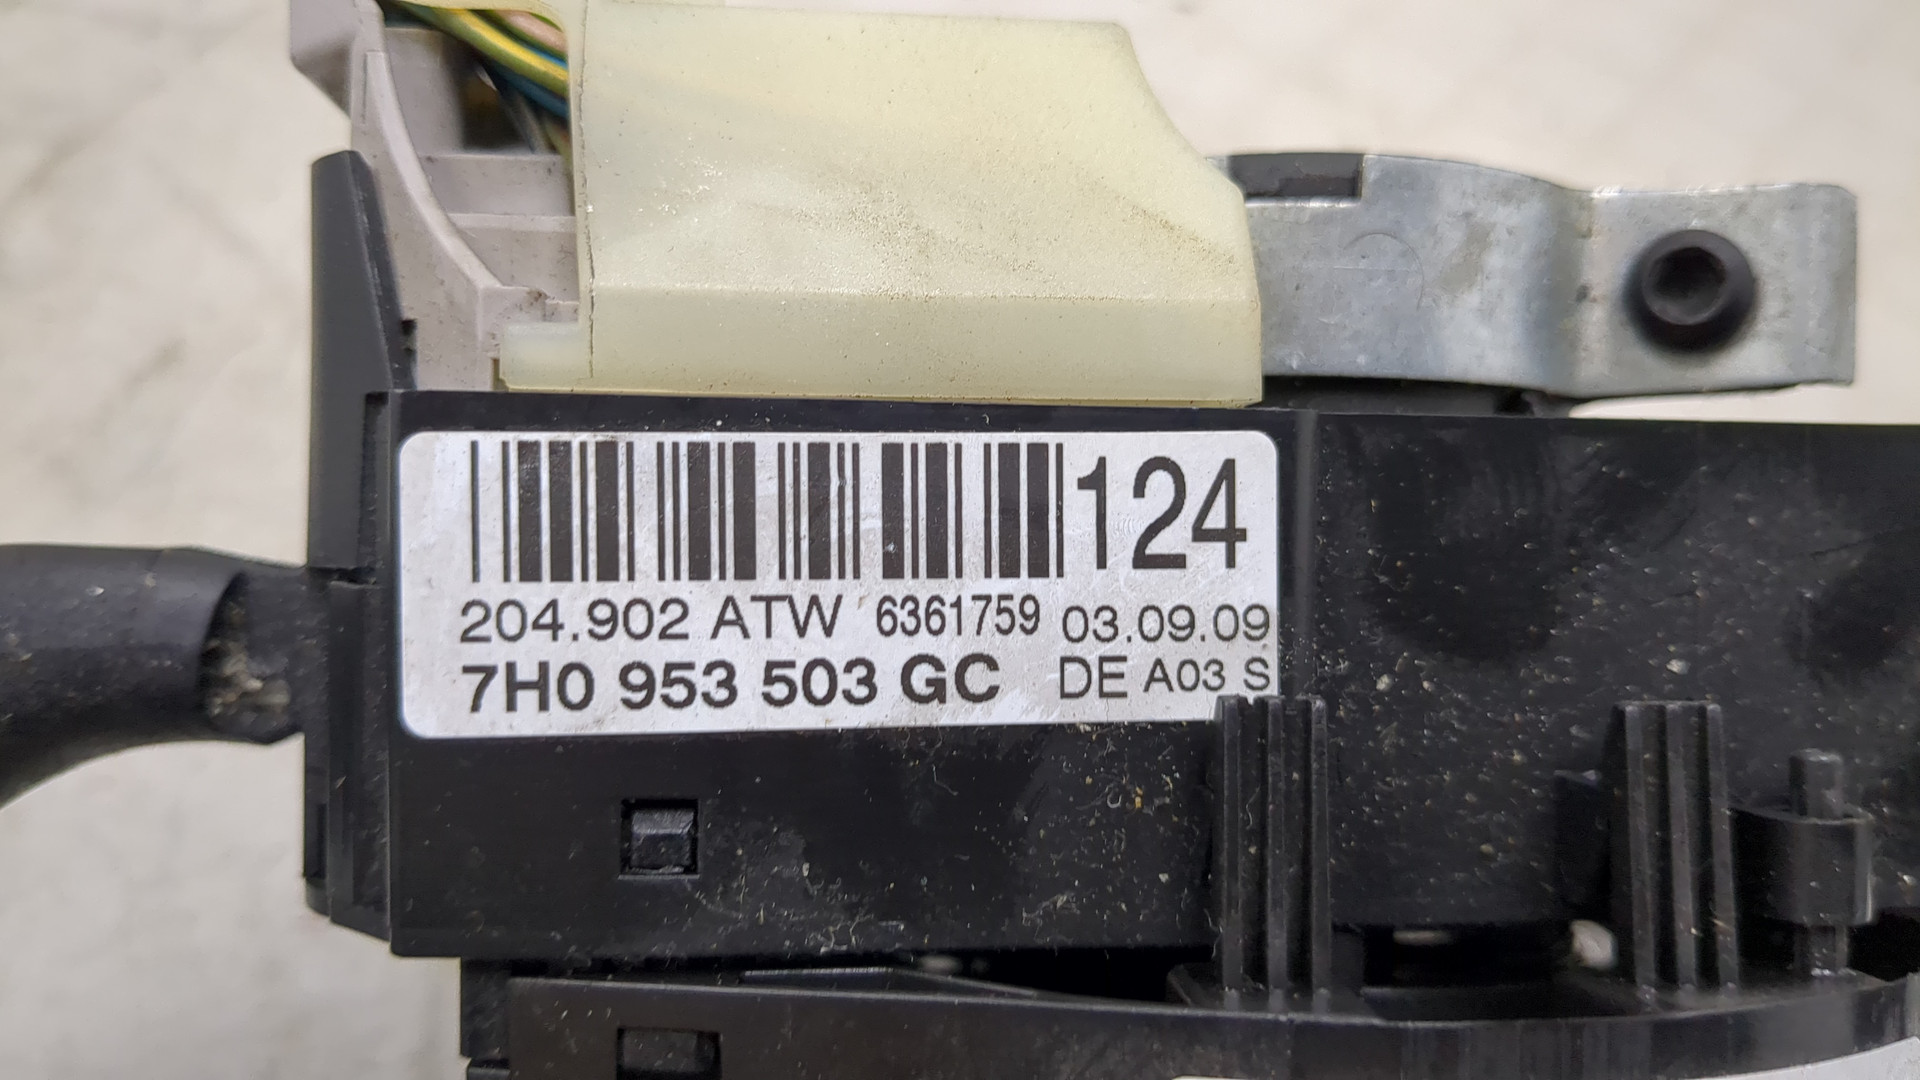 124
204.902 ATW 6361759 03.09.09
7H0 953 503 GC DE A03 S